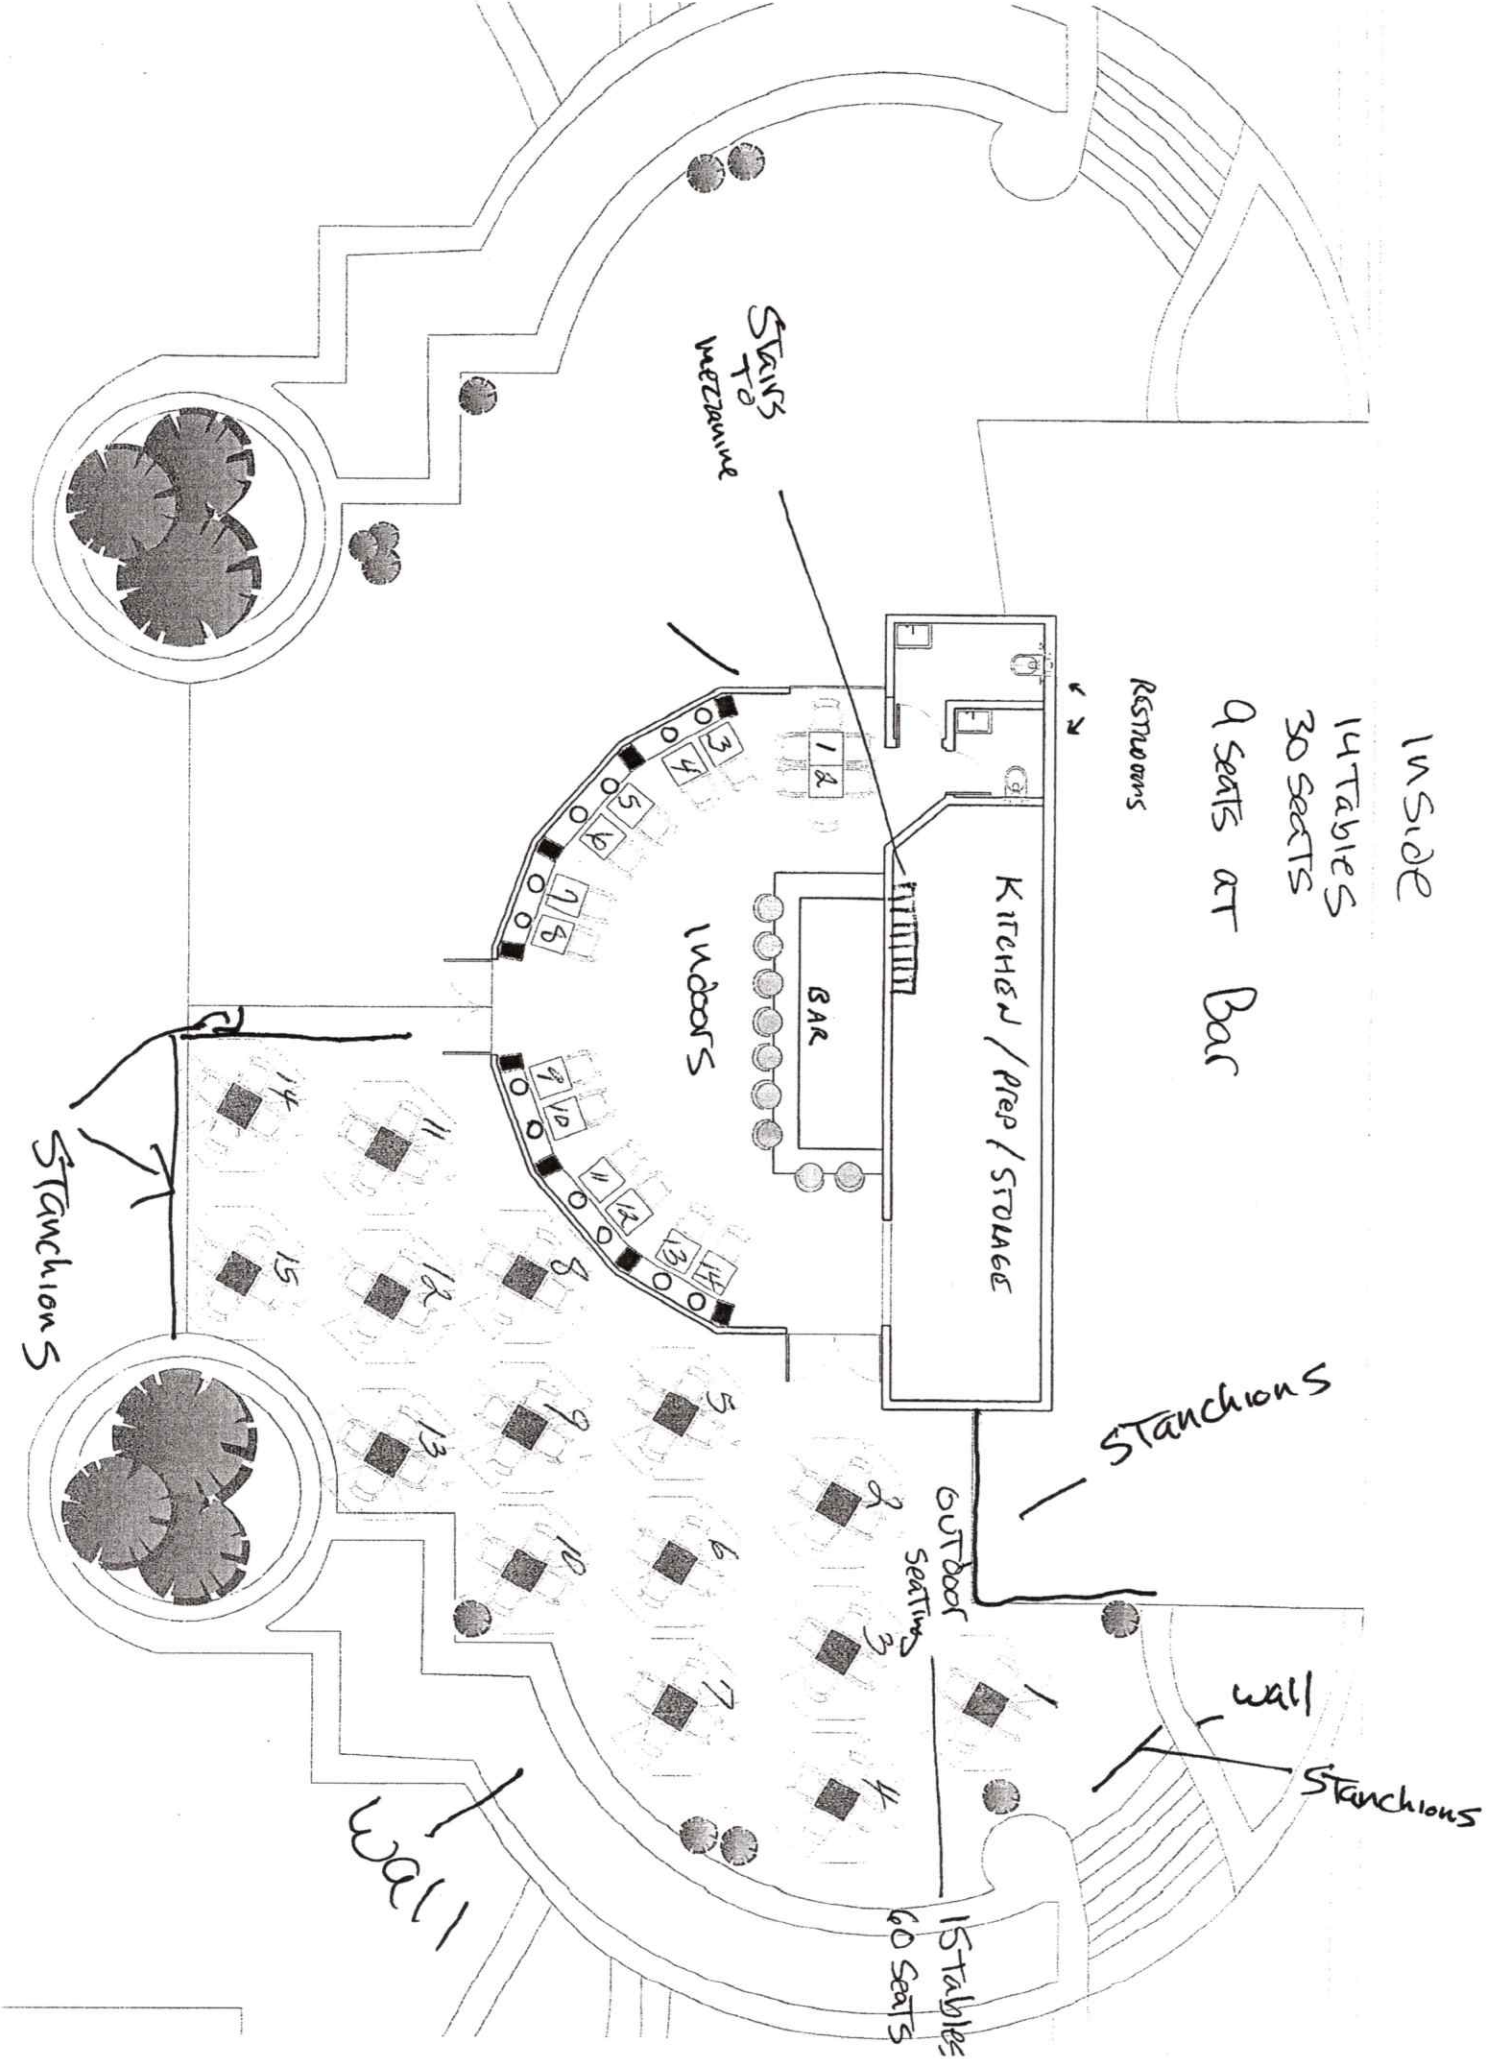 Inside
14 Tables
30 Seats
9 Seats at Bar
Restrooms
Stairs
To
mezzanine
KITCHEN / PREP / STORAGE
BAR
Indoors
1
2
3
4
5
6
7
8
9
10
11
12
13
14
Stanchions
OUTDOOR
Seating
15 Tables
60 Seats
1
2
3
4
5
6
7
8
9
10
11
12
13
14
15
wall
Stanchions
Stanchions
wall